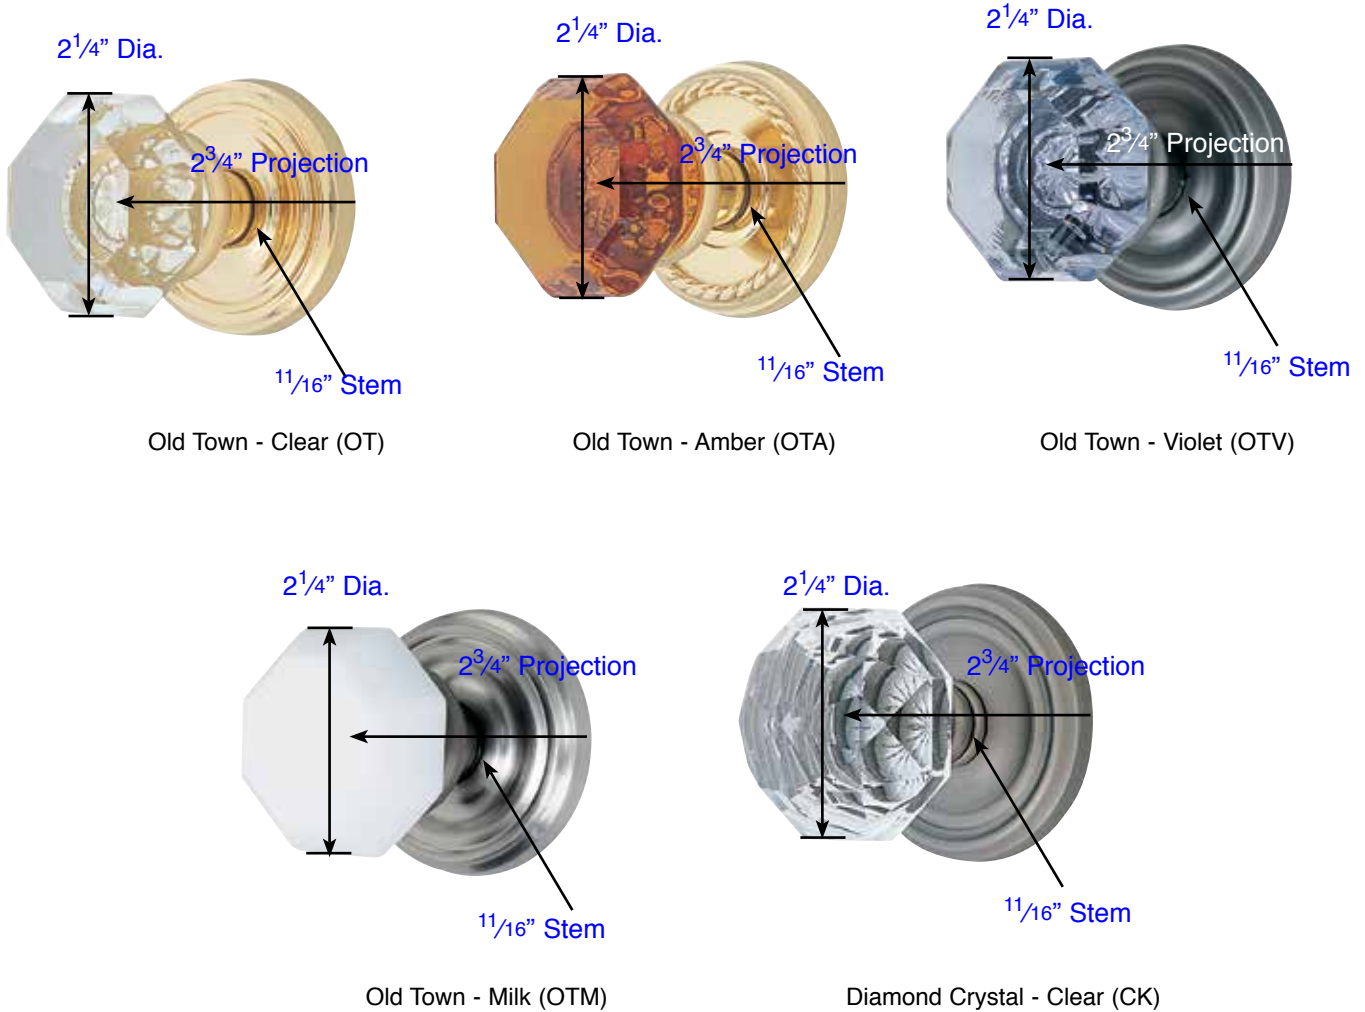 2 1/4” Dia.
2 3/4” Projection
11/16” Stem
Old Town - Clear (OT)
2 1/4” Dia.
2 3/4” Projection
11/16” Stem
Old Town - Amber (OTA)
2 1/4” Dia.
2 3/4” Projection
11/16” Stem
Old Town - Violet (OTV)
2 1/4” Dia.
2 3/4” Projection
11/16” Stem
Old Town - Milk (OTM)
2 1/4” Dia.
2 3/4” Projection
11/16” Stem
Diamond Crystal - Clear (CK)